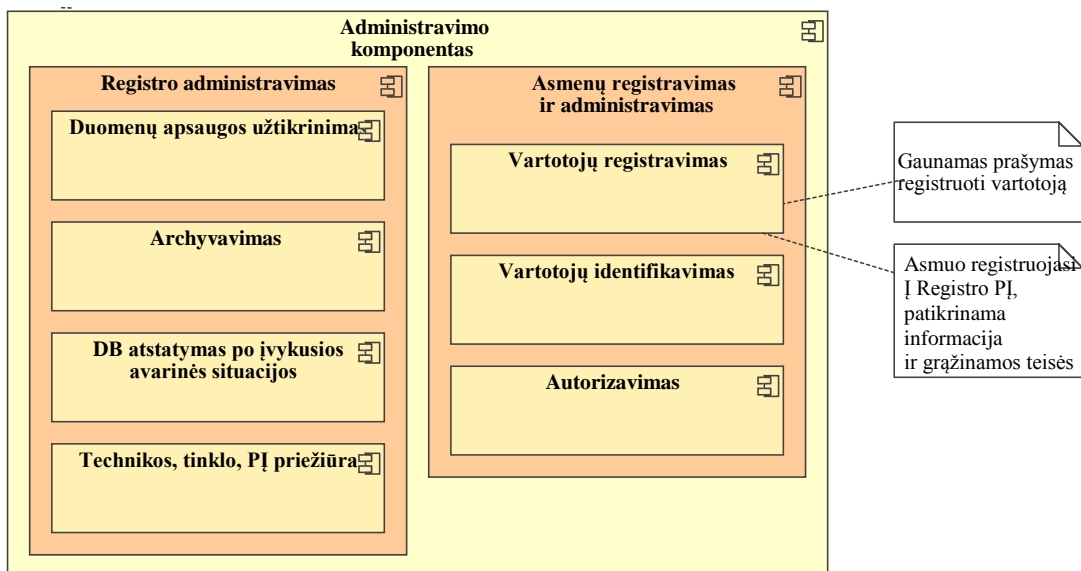 Administravimo
komponentas
Registro administravimas
Duomenų apsaugos užtikrinimas
Archyvavimas
DB atstatymas po įvykusios
avarinės situacijos
Technikos, tinklo, PĮ priežiūra
Asmenų registravimas
ir administravimas
Vartotojų registravimas
Vartotojų identifikavimas
Autorizavimas
Gaunamas prašymas
registruoti vartotoją
Asmuo registruojasi
Į Registro PĮ,
patikrinama
informacija
ir grąžinamos teisės